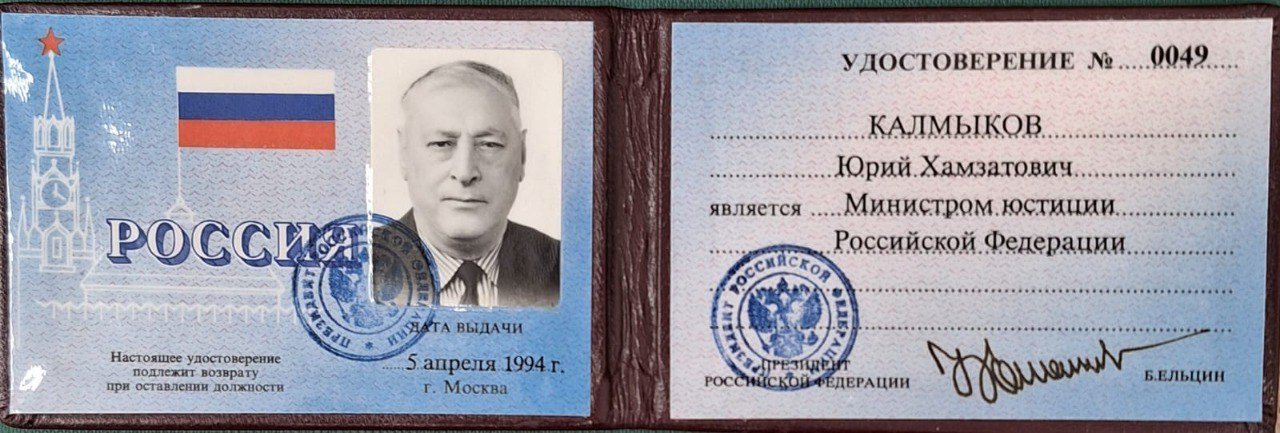 РОССИЯ
ПРЕЗИДЕНТ РОССИЙСКОЙ ФЕДЕРАЦИИ
ДАТА ВЫДАЧИ
5 апреля 1994 г.
г. Москва
Настоящее удостоверение
подлежит возврату
при оставлении должности
УДОСТОВЕРЕНИЕ № 0049
КАЛМЫКОВ
Юрий Хамзатович
является Министром юстиции
Российской Федерации
ПРЕЗИДЕНТ РОССИЙСКОЙ ФЕДЕРАЦИИ
ПРЕЗИДЕНТ
РОССИЙСКОЙ ФЕДЕРАЦИИ
Б.ЕЛЬЦИН